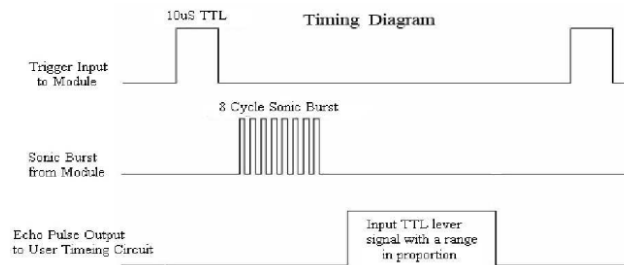 10uS TTL
Timing Diagram
Trigger Input
to Module
8 Cycle Sonic Burst
Sonic Burst
from Module
Echo Pulse Output
to User Timeing Circuit
Input TTL lever
signal with a range
in proportion